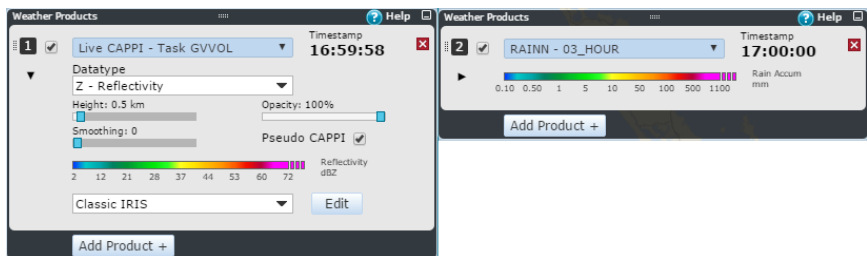 Weather Products
? Help
1
Live CAPPI - Task GVVOL
Timestamp
16:59:58
Datatype
Z - Reflectivity
Height: 0.5 km
Opacity: 100%
Smoothing: 0
Pseudo CAPPI
Reflectivity
dBZ
2 12 21 28 37 44 53 60 72
Classic IRIS
Edit
Add Product +
Weather Products
? Help
2
RAINN - 03_HOUR
Timestamp
17:00:00
Rain Accum
mm
0.10 0.50 1 5 10 50 100 500 1100
Add Product +